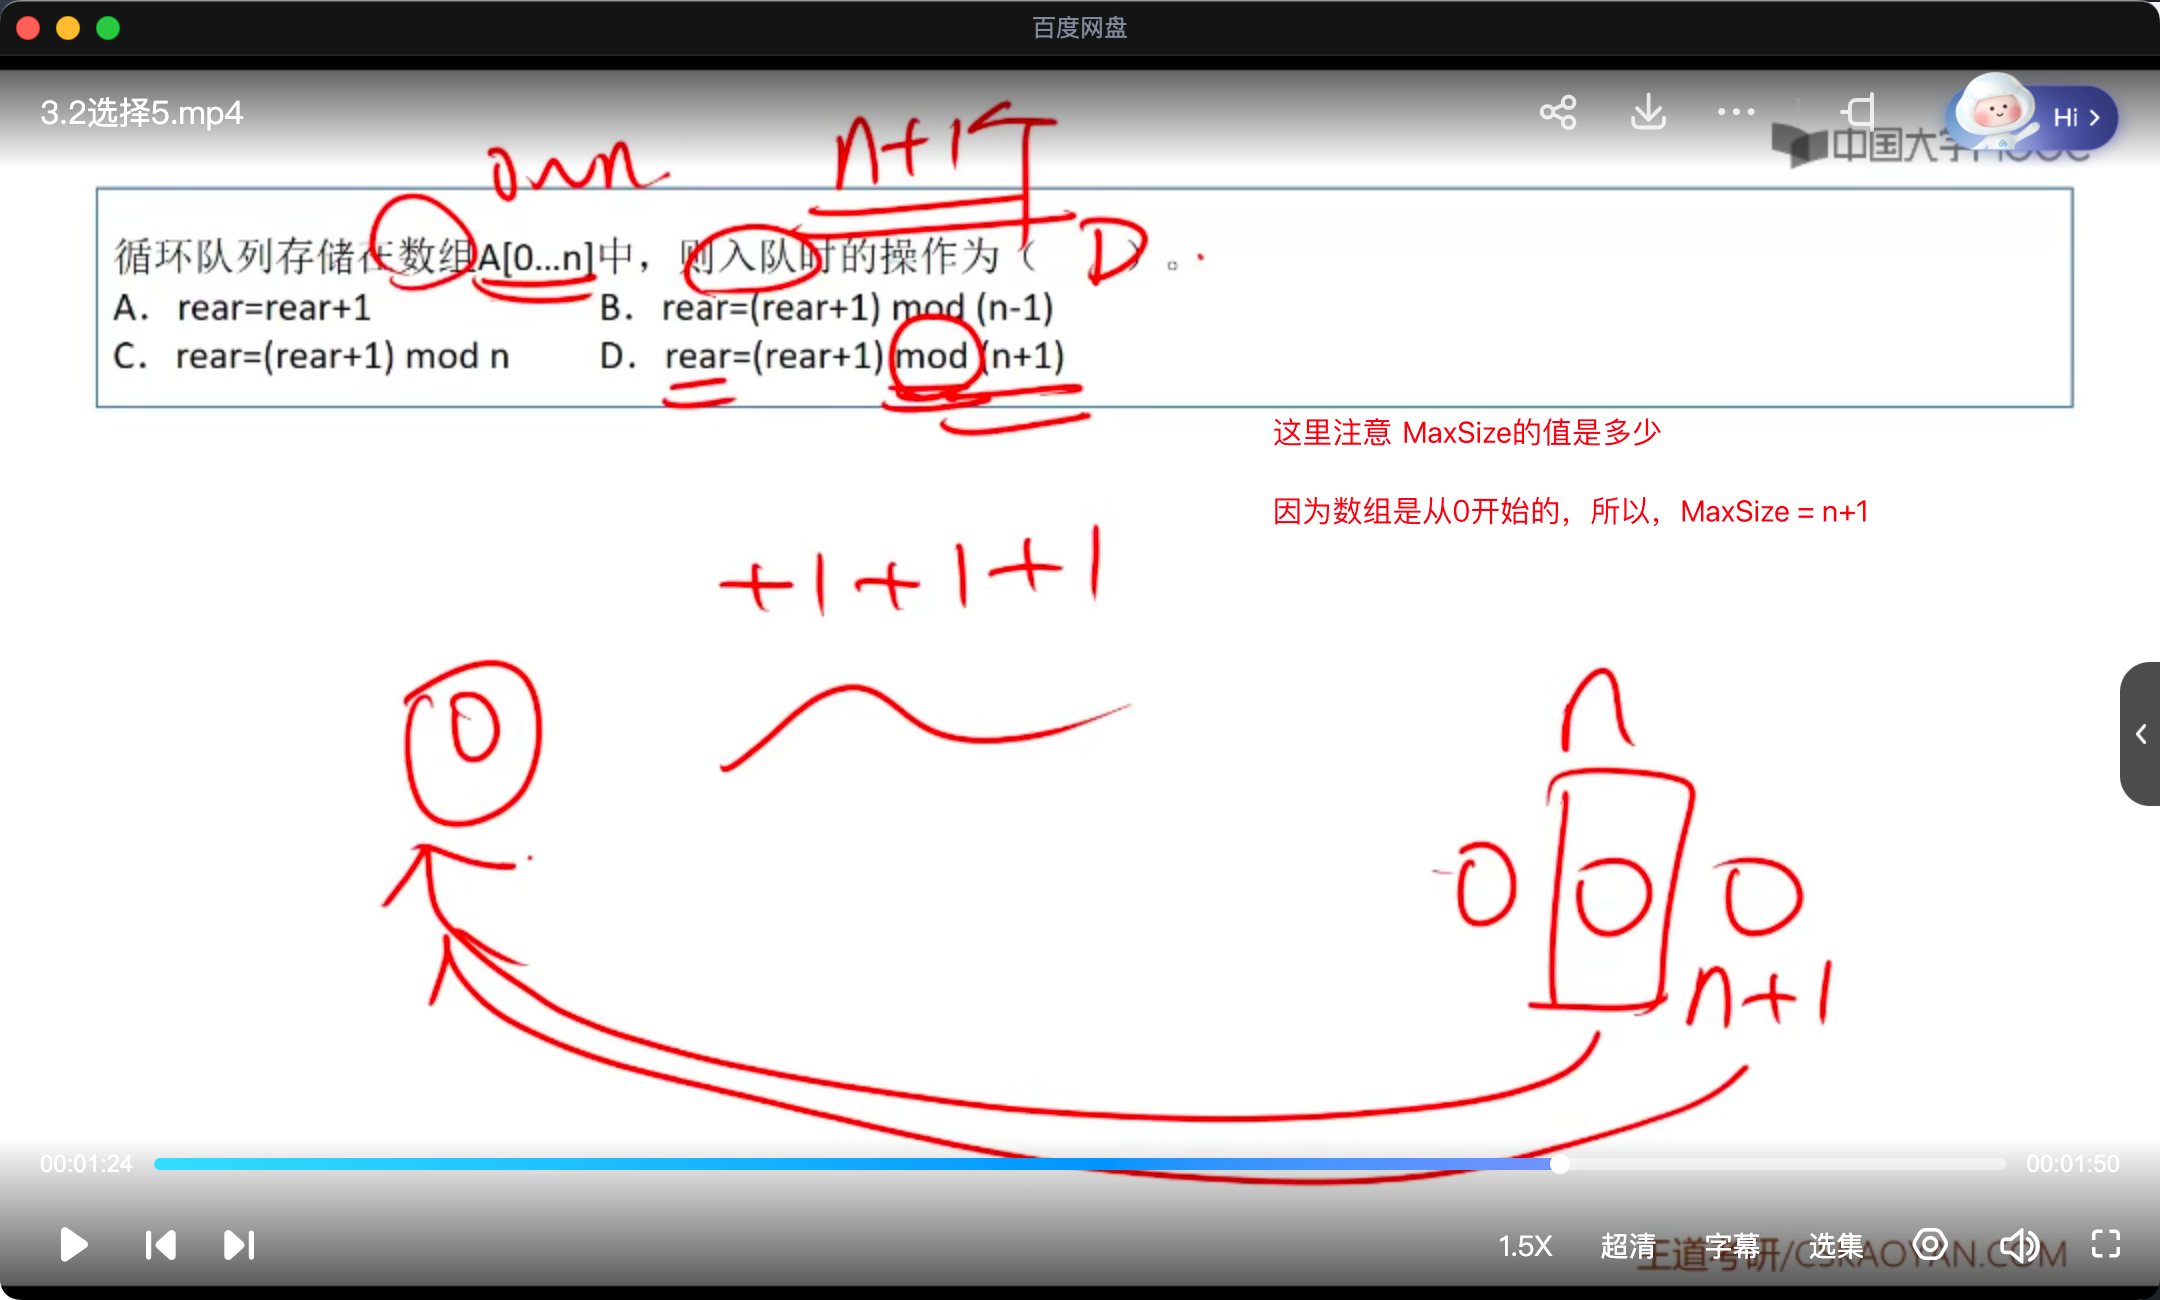 百度网盘
3.2选择5.mp4
Hi
中国大学MOOC
0~n
n+1个
循环队列存储在数组A[0...n]中，则入队时的操作为（ D ）。
A. rear=rear+1
B. rear=(rear+1) mod (n-1)
C. rear=(rear+1) mod n
D. rear=(rear+1) mod (n+1)
这里注意 MaxSize的值是多少
因为数组是从0开始的，所以，MaxSize = n+1
+1+1+1
0
n
n+1
00:01:24
00:01:50
1.5X
超清
字幕
选集
王道考研/CSKAOYAN.COM